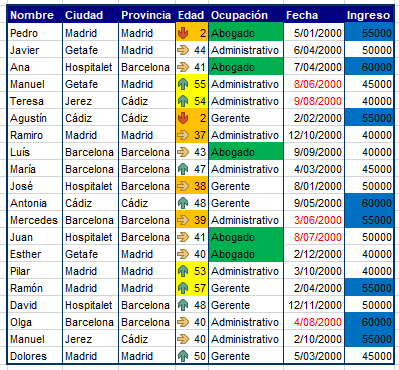 Nombre Ciudad Provincia Edad Ocupación Fecha Ingreso
Pedro Madrid Madrid 2 Abogado 5/01/2000 55000
Javier Getafe Madrid 44 Administrativo 6/04/2000 50000
Ana Hospitalet Barcelona 41 Abogado 7/04/2000 60000
Manuel Getafe Madrid 55 Administrativo 8/06/2000 50000
Teresa Jerez Cádiz 54 Administrativo 9/08/2000 40000
Agustín Cádiz Cádiz 2 Gerente 2/02/2000 55000
Ramiro Madrid Madrid 37 Administrativo 12/10/2000 40000
Luís Barcelona Barcelona 43 Abogado 9/09/2000 40000
María Barcelona Barcelona 47 Administrativo 4/03/2000 45000
José Hospitalet Barcelona 38 Gerente 8/01/2000 50000
Antonia Cádiz Cádiz 48 Gerente 9/05/2000 60000
Mercedes Barcelona Barcelona 39 Administrativo 3/06/2000 55000
Juan Hospitalet Barcelona 41 Abogado 8/07/2000 50000
Esther Getafe Madrid 40 Abogado 2/12/2000 40000
Pilar Madrid Madrid 53 Administrativo 3/10/2000 40000
Ramón Madrid Madrid 57 Gerente 2/04/2000 55000
David Hospitalet Barcelona 48 Gerente 12/11/2000 50000
Olga Barcelona Barcelona 40 Administrativo 4/08/2000 60000
Manuel Jerez Cádiz 40 Administrativo 2/10/2000 55000
Dolores Madrid Madrid 50 Gerente 5/03/2000 45000